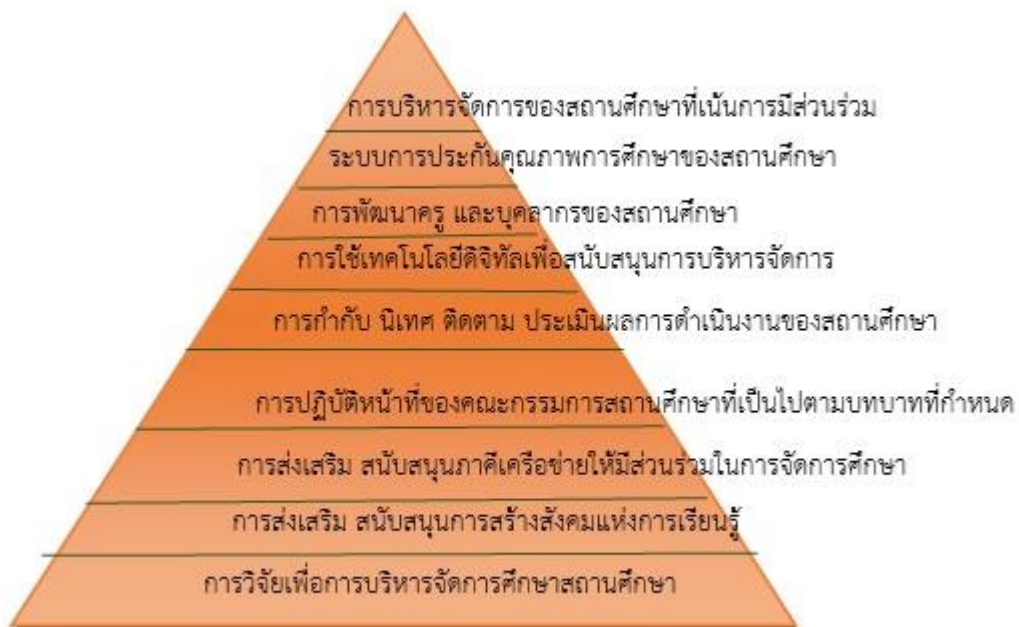 การบริหารจัดการของสถานศึกษาที่เน้นการมีส่วนร่วม
ระบบการประกันคุณภาพการศึกษาของสถานศึกษา
การพัฒนาครู และบุคลากรของสถานศึกษา
การใช้เทคโนโลยีดิจิทัลเพื่อสนับสนุนการบริหารจัดการ
การกำกับ นิเทศ ติดตาม ประเมินผลการดำเนินงานของสถานศึกษา
การปฏิบัติหน้าที่ของคณะกรรมการสถานศึกษาที่เป็นไปตามบทบาทที่กำหนด
การส่งเสริม สนับสนุนภาคีเครือข่ายให้มีส่วนร่วมในการจัดการศึกษา
การส่งเสริม สนับสนุนการสร้างสังคมแห่งการเรียนรู้
การวิจัยเพื่อการบริหารจัดการศึกษาสถานศึกษา